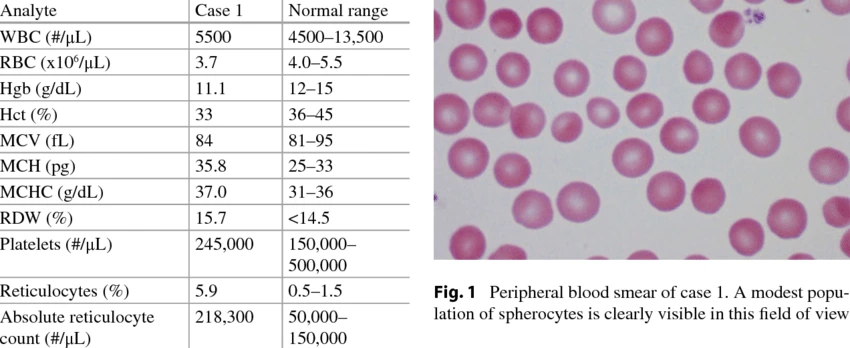 Analyte Case 1 Normal range
WBC (#/μL) 5500 4500–13,500
RBC (x10⁶/μL) 3.7 4.0–5.5
Hgb (g/dL) 11.1 12–15
Hct (%) 33 36–45
MCV (fL) 84 81–95
MCH (pg) 35.8 25–33
MCHC (g/dL) 37.0 31–36
RDW (%) 15.7 <14.5
Platelets (#/μL) 245,000 150,000–
500,000
Reticulocytes (%) 5.9 0.5–1.5
Absolute reticulocyte 218,300 50,000–
count (#/μL) 150,000
Fig. 1 Peripheral blood smear of case 1. A modest popu-
lation of spherocytes is clearly visible in this field of view